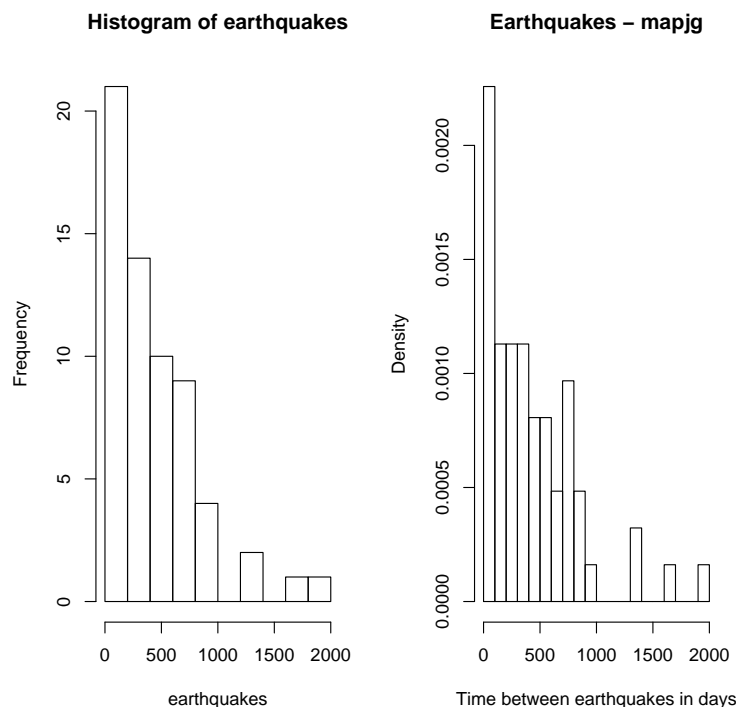 Histogram of earthquakes
Frequency
0
5
10
15
20
0 500 1000 1500 2000
earthquakes
Earthquakes − mapjg
Density
0.0000
0.0005
0.0010
0.0015
0.0020
0 500 1000 1500 2000
Time between earthquakes in days